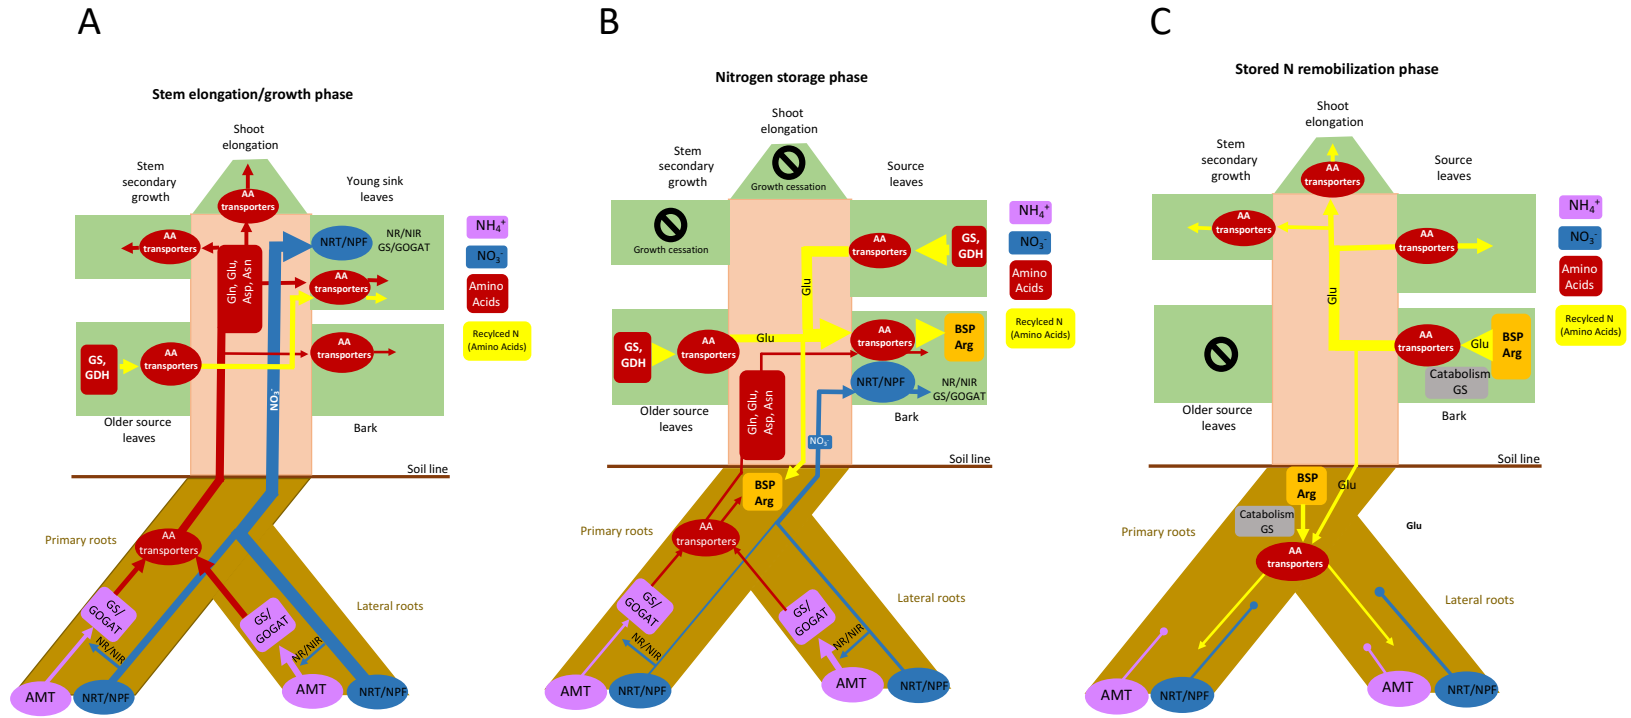 A
Stem elongation/growth phase
Shoot
elongation
Stem
secondary
growth
Young sink
leaves
AA
transporters
AA
transporters
NRT/NPF
NR/NIR
GS/GOGAT
Gln, Glu,
Asp, Asn
AA
transporters
NH4+
NO3-
Amino
Acids
Recylced N
(Amino Acids)
GS,
GDH
AA
transporters
AA
transporters
NO3-
Older source
leaves
Bark
Soil line
Primary roots
AA
transporters
Lateral roots
GS/
GOGAT
GS/
GOGAT
NR/NIR
NR/NIR
AMT
NRT/NPF
AMT
NRT/NPF
B
Nitrogen storage phase
Shoot
elongation
Stem
secondary
growth
Source
leaves
Growth cessation
Growth cessation
AA
transporters
GS,
GDH
Glu
NH4+
NO3-
Amino
Acids
Recylced N
(Amino Acids)
GS,
GDH
AA
transporters
Glu
AA
transporters
BSP
Arg
Gln, Glu,
Asp, Asn
NRT/NPF
NR/NIR
GS/GOGAT
Older source
leaves
Bark
NO3-
Soil line
BSP
Arg
Primary roots
AA
transporters
Lateral roots
GS/
GOGAT
GS/
GOGAT
NR/NIR
NR/NIR
AMT
NRT/NPF
AMT
NRT/NPF
C
Stored N remobilization phase
Shoot
elongation
Stem
secondary
growth
Source
leaves
AA
transporters
AA
transporters
AA
transporters
Glu
NH4+
NO3-
Amino
Acids
Recylced N
(Amino Acids)
AA
transporters
Glu
BSP
Arg
Catabolism
GS
Older source
leaves
Bark
Soil line
BSP
Arg
Glu
Catabolism
GS
Primary roots
Glu
AA
transporters
Lateral roots
AMT
NRT/NPF
AMT
NRT/NPF